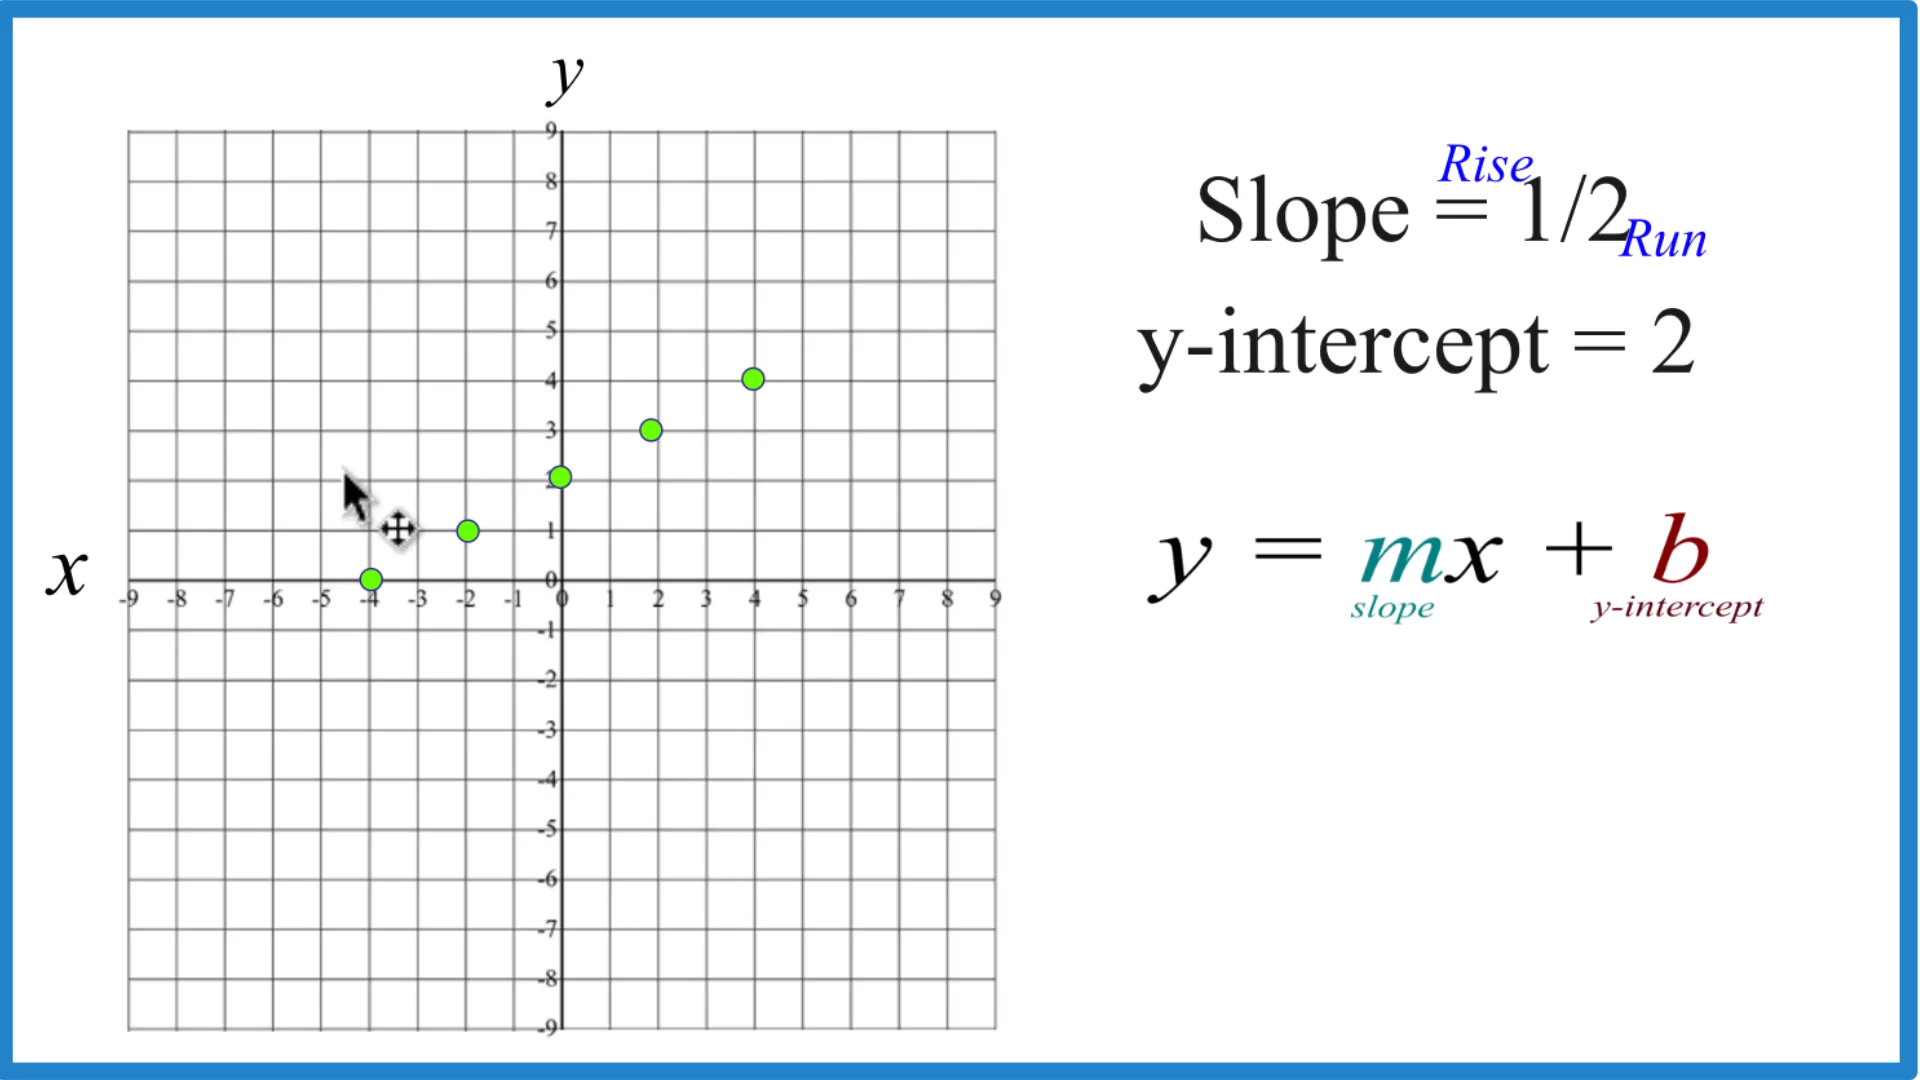 y
9
8
7
6
5
4
3
2
1
x
0
-9 -8 -7 -6 -5 -4 -3 -2 -1 0 1 2 3 4 5 6 7 8 9
-1
-2
-3
-4
-5
-6
-7
-8
-9
Rise
Slope = 1/2
Run
y-intercept = 2
y = mx + b
slope y-intercept